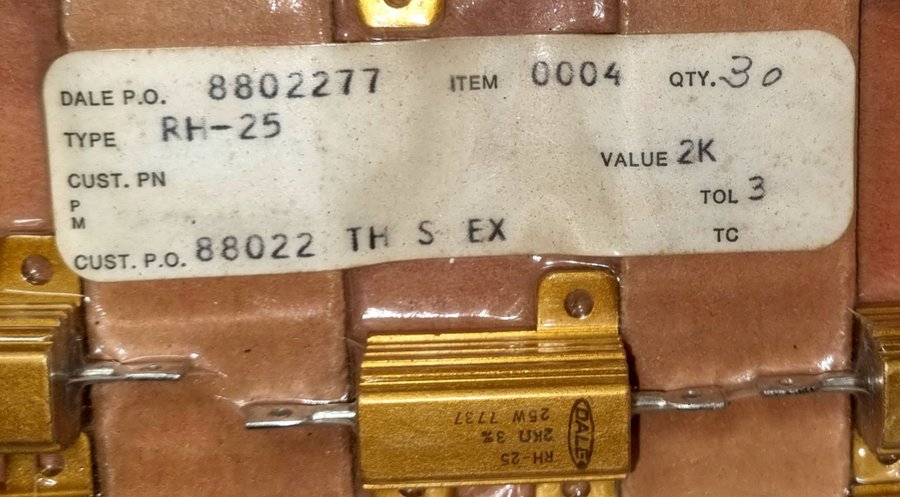 DALE P.O. 8802277 ITEM 0004 QTY. 30
TYPE RH-25
VALUE 2K
CUST. PN
TOL 3
P
M
CUST. P.O. 88022 TH S EX
TC
DALE
RH-25
2KΩ 3%
25W 7737